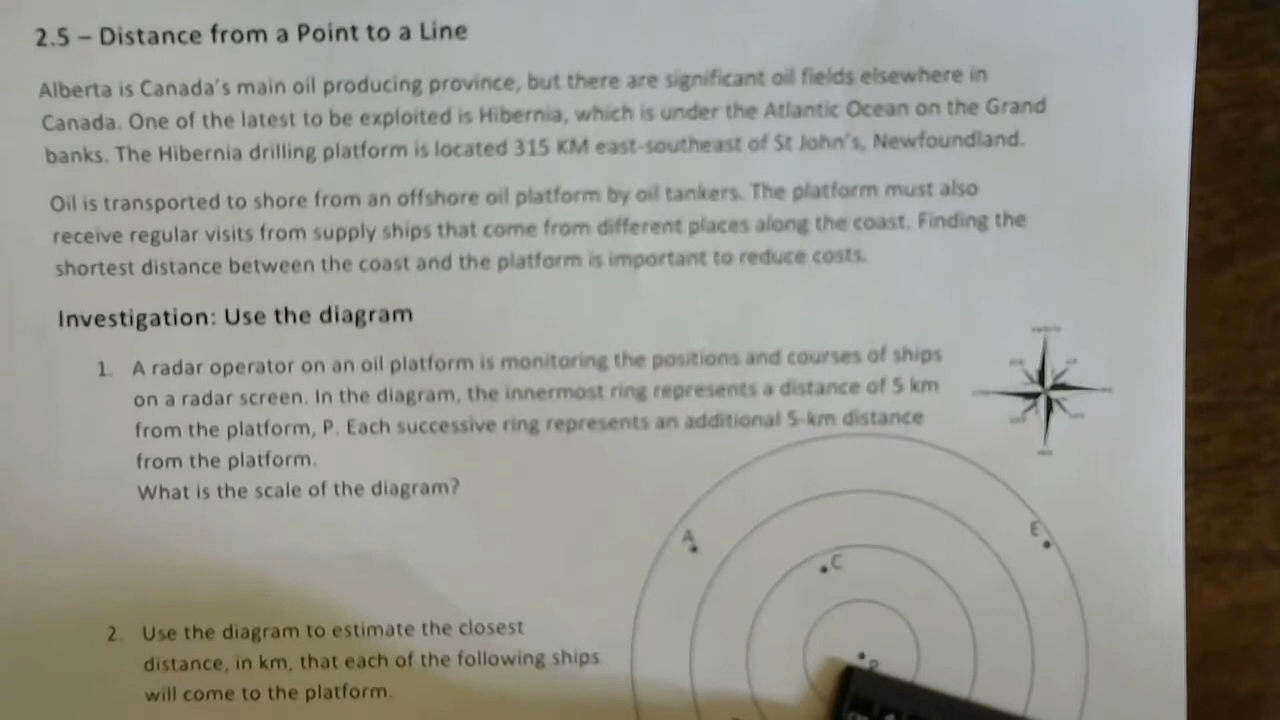 2.5 – Distance from a Point to a Line
Alberta is Canada's main oil producing province, but there are significant oil fields elsewhere in
Canada. One of the latest to be exploited is Hibernia, which is under the Atlantic Ocean on the Grand
banks. The Hibernia drilling platform is located 315 KM east-southeast of St John's, Newfoundland.
Oil is transported to shore from an offshore oil platform by oil tankers. The platform must also
receive regular visits from supply ships that come from different places along the coast. Finding the
shortest distance between the coast and the platform is important to reduce costs.
Investigation: Use the diagram
1. A radar operator on an oil platform is monitoring the positions and courses of ships
on a radar screen. In the diagram, the innermost ring represents a distance of 5 km
from the platform, P. Each successive ring represents an additional 5-km distance
from the platform.
What is the scale of the diagram?
A
E
C
2. Use the diagram to estimate the closest
distance, in km, that each of the following ships
will come to the platform.
P